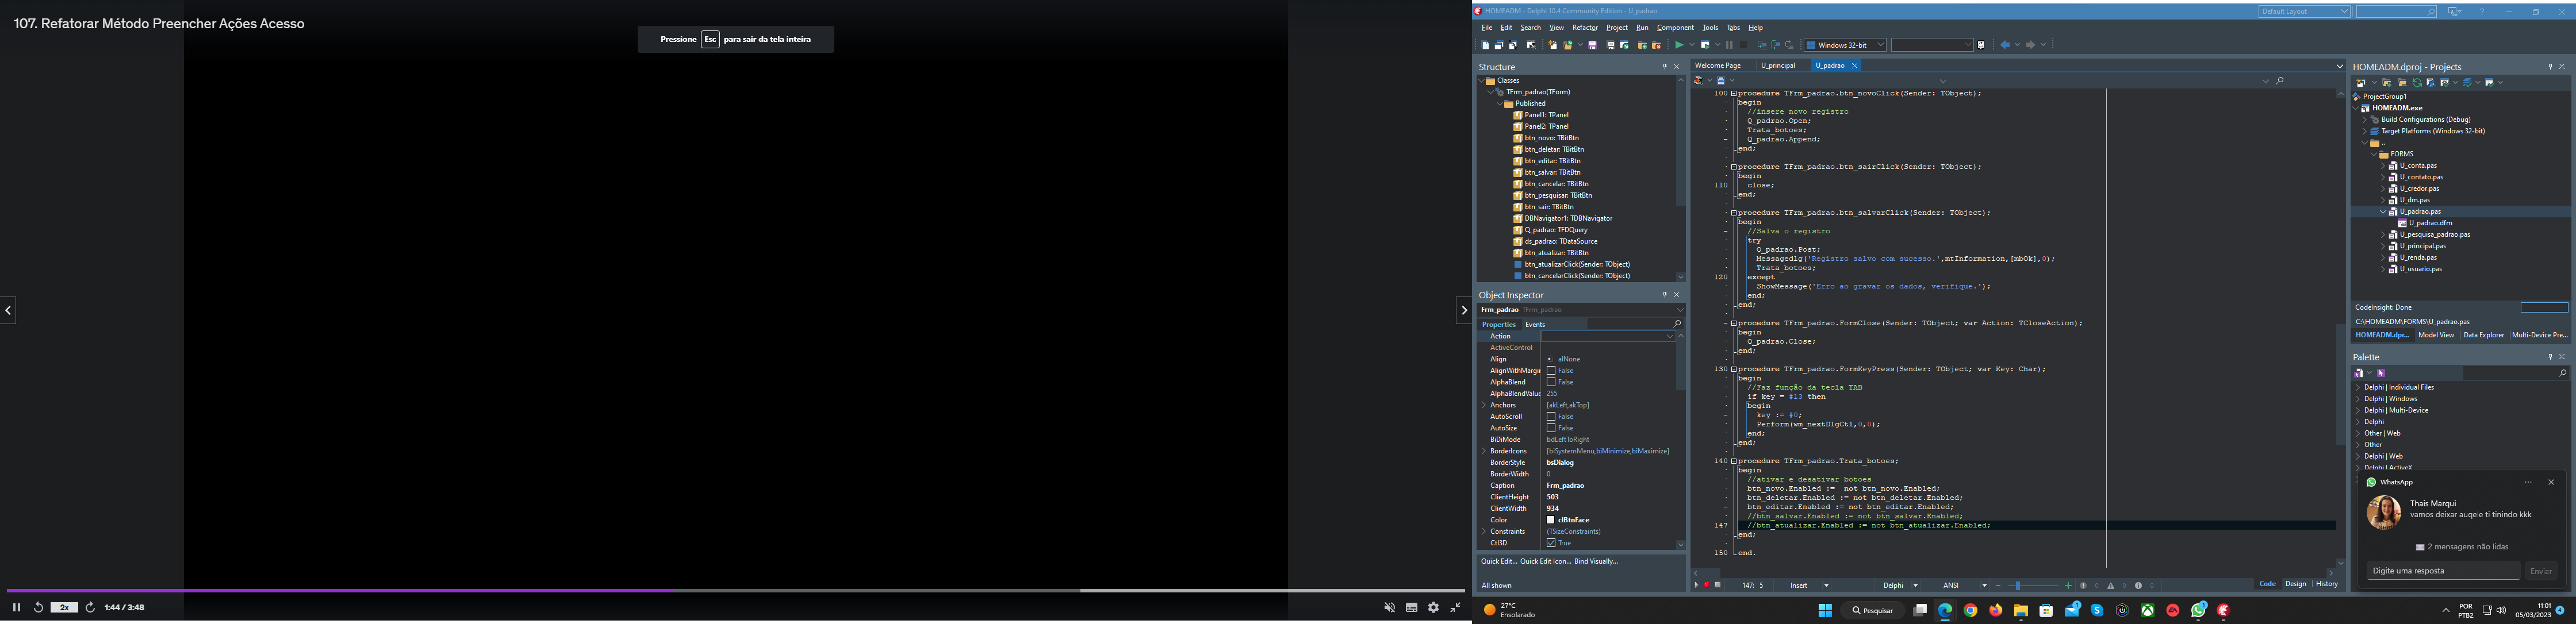 107. Refatorar Método Preencher Ações Acesso
Pressione Esc para sair da tela inteira
2x
1:44 / 3:48
HOMEADM - Delphi 10.4 Community Edition - U_padrao
Default Layout
File Edit Search View Refactor Project Run Component Tools Tabs Help
Windows 32-bit
Structure
Classes
TFrm_padrao(TForm)
Published
Panel1: TPanel
Panel2: TPanel
btn_novo: TBitBtn
btn_deletar: TBitBtn
btn_editar: TBitBtn
btn_salvar: TBitBtn
btn_cancelar: TBitBtn
btn_pesquisar: TBitBtn
btn_sair: TBitBtn
DBNavigator1: TDBNavigator
Q_padrao: TFDQuery
ds_padrao: TDataSource
btn_atualizar: TBitBtn
btn_atualizarClick(Sender: TObject)
btn_cancelarClick(Sender: TObject)
Object Inspector
Frm_padrao TFrm_padrao
Properties Events
Action
ActiveControl
Align alNone
AlignWithMargin False
AlphaBlend False
AlphaBlendValue 255
Anchors [akLeft,akTop]
AutoScroll False
AutoSize False
BiDiMode bdLeftToRight
BorderIcons [biSystemMenu,biMinimize,biMaximize]
BorderStyle bsDialog
BorderWidth 0
Caption Frm_padrao
ClientHeight 503
ClientWidth 934
Color clBtnFace
Constraints (TSizeConstraints)
Ctl3D True
Quick Edit... Quick Edit Icon... Bind Visually...
All shown
Welcome Page U_principal U_padrao
100 procedure TFrm_padrao.btn_novoClick(Sender: TObject);
begin
//insere novo registro
Q_padrao.Open;
Trata_botoes;
Q_padrao.Append;
end;
procedure TFrm_padrao.btn_sairClick(Sender: TObject);
begin
110 close;
end;
procedure TFrm_padrao.btn_salvarClick(Sender: TObject);
begin
//Salva o registro
try
Q_padrao.Post;
Messagedlg('Registro salvo com sucesso.',mtInformation,[mbOk],0);
Trata_botoes;
120 except
ShowMessage('Erro ao gravar os dados, verifique.');
end;
end;
procedure TFrm_padrao.FormClose(Sender: TObject; var Action: TCloseAction);
begin
Q_padrao.Close;
end;
130 procedure TFrm_padrao.FormKeyPress(Sender: TObject; var Key: Char);
begin
//Faz função da tecla TAB
if key = #13 then
begin
key := #0;
Perform(wm_nextDlgCtl,0,0);
end;
end;
140 procedure TFrm_padrao.Trata_botoes;
begin
//ativar e desativar botoes
btn_novo.Enabled := not btn_novo.Enabled;
btn_deletar.Enabled := not btn_deletar.Enabled;
btn_editar.Enabled := not btn_editar.Enabled;
//btn_salvar.Enabled := not btn_salvar.Enabled;
147 //btn_atualizar.Enabled := not btn_atualizar.Enabled;
end;
150 end.
147: 5 Insert Delphi ANSI 0 0 0
Code Design History
HOMEADM.dproj - Projects
ProjectGroup1
HOMEADM.exe
Build Configurations (Debug)
Target Platforms (Windows 32-bit)
..
FORMS
U_conta.pas
U_contato.pas
U_credor.pas
U_dm.pas
U_padrao.pas
U_padrao.dfm
U_pesquisa_padrao.pas
U_principal.pas
U_renda.pas
U_usuario.pas
CodeInsight: Done
C:\HOMEADM\FORMS\U_padrao.pas
HOMEADM.dpr... Model View Data Explorer Multi-Device Pre...
Palette
Delphi | Individual Files
Delphi | Windows
Delphi | Multi-Device
Delphi
Other | Web
Other
Delphi | Web
Delphi | ActiveX
WhatsApp
Thais Marqui
vamos deixar auqele ti tinindo kkk
2 mensagens não lidas
Digite uma resposta
Enviar
27°C
Ensolarado
Pesquisar
POR
PTB2
11:01
05/03/2023
4